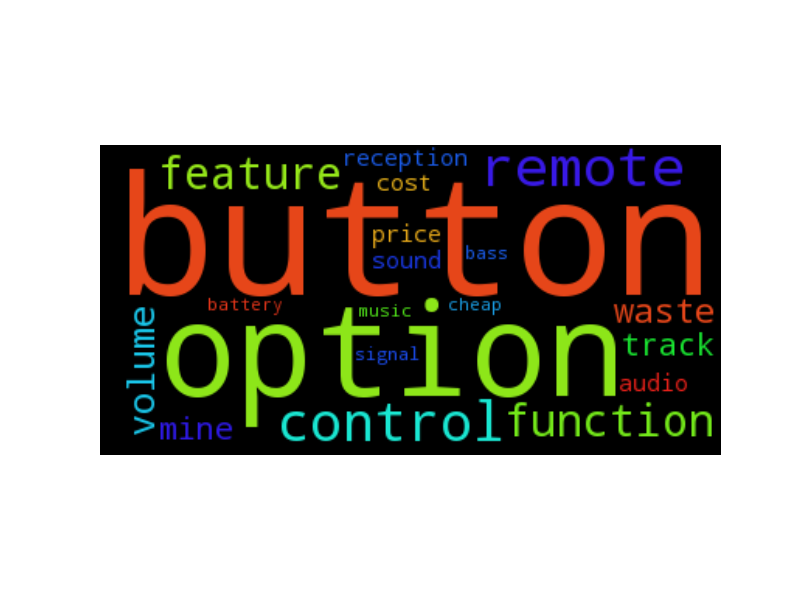 reception
feature
remote
cost
button
price
sound
bass
battery
music
cheap
waste
option
volume
track
signal
audio
control
function
mine